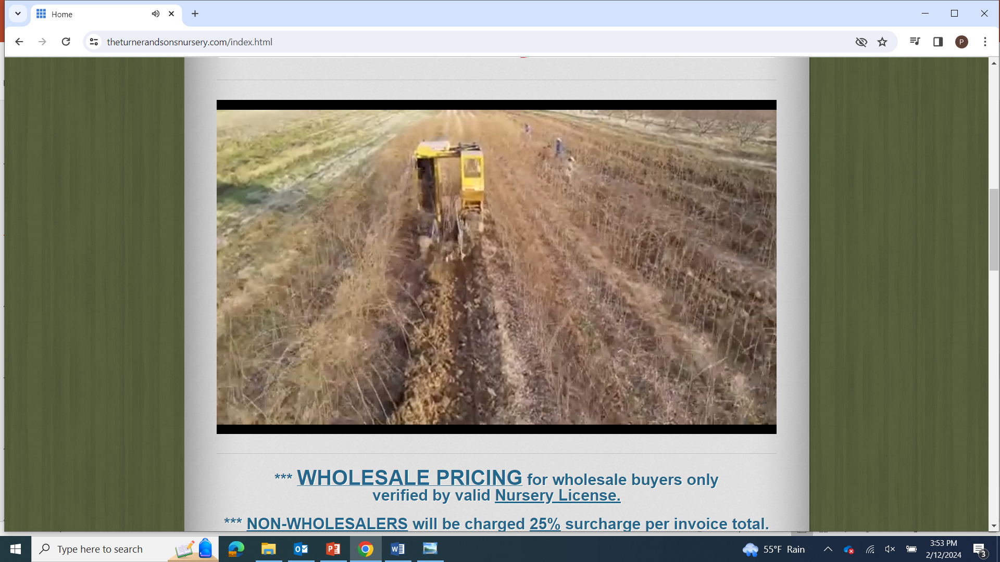 Home
theturnerandsonsnursery.com/index.html
P
*** WHOLESALE PRICING for wholesale buyers only
verified by valid Nursery License.
*** NON-WHOLESALERS will be charged 25% surcharge per invoice total.
Type here to search
55°F Rain
3:53 PM
2/12/2024
3